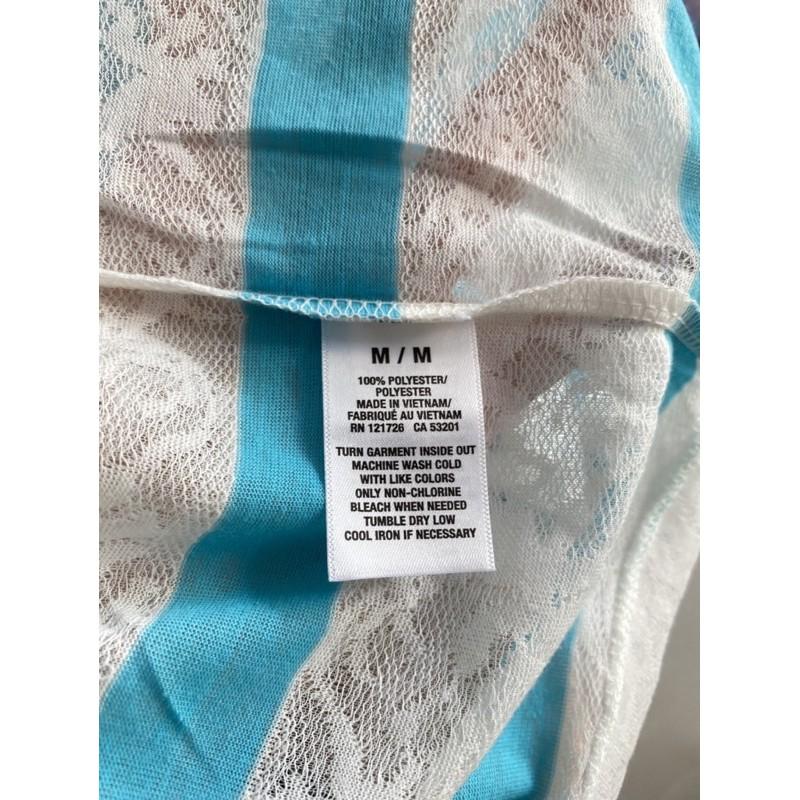 M / M
100% POLYESTER/
POLYESTER
MADE IN VIETNAM/
FABRIQUÉ AU VIETNAM
RN 121726 CA 53201
TURN GARMENT INSIDE OUT
MACHINE WASH COLD
WITH LIKE COLORS
ONLY NON-CHLORINE
BLEACH WHEN NEEDED
TUMBLE DRY LOW
COOL IRON IF NECESSARY